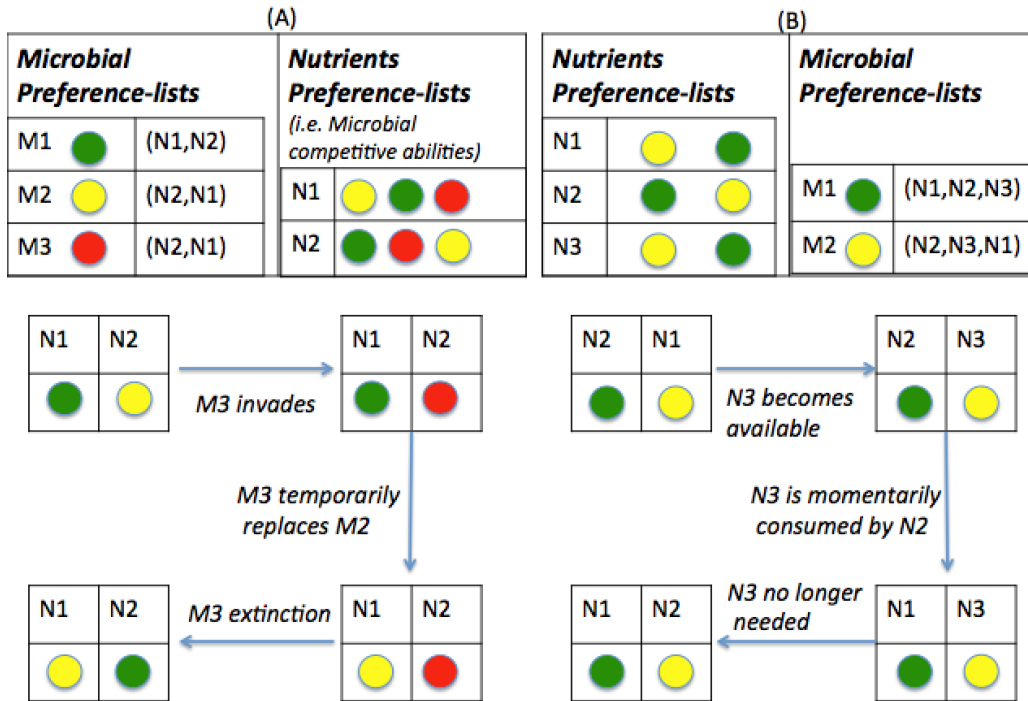 (A)
Microbial
Preference-lists
Nutrients
Preference-lists
(i.e. Microbial
competitive abilities)
M1 (N1,N2)
M2 (N2,N1)
M3 (N2,N1)
N1
N2
N1 N2
M3 invades
N1 N2
M3 temporarily
replaces M2
N1 N2
M3 extinction
N1 N2
(B)
Nutrients
Preference-lists
Microbial
Preference-lists
N1
N2
N3
M1 (N1,N2,N3)
M2 (N2,N3,N1)
N2 N1
N3 becomes
available
N2 N3
N3 is momentarily
consumed by N2
N1 N3
N3 no longer
needed
N1 N2